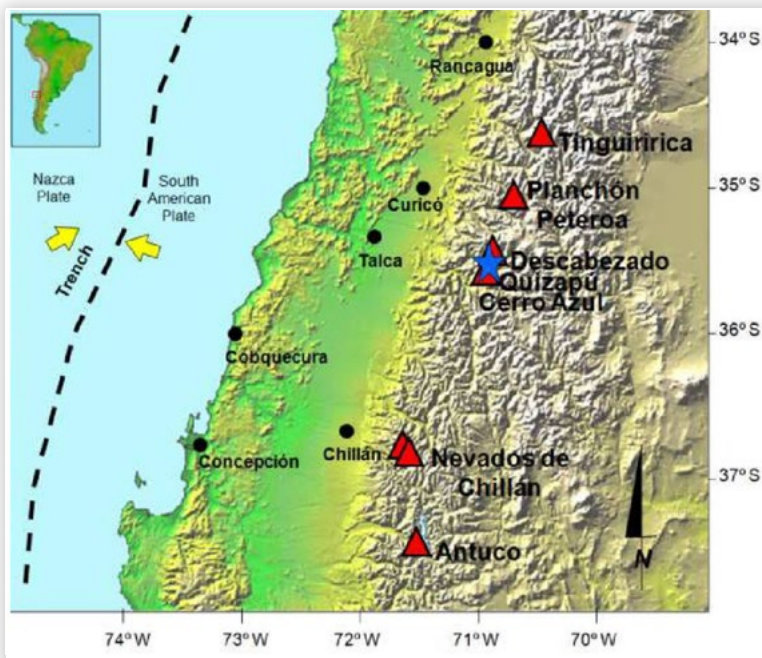 34°S
Rancagua
Tinguiririca
Nazca
Plate
South
American
Plate
35°S
Curicó
Planchón
Peteroa
Trench
Talca
Descabezado
Quizapú
Cerro Azul
36°S
Cobquecura
Concepción
Chillán
Nevados de
Chillán
37°S
Antuco
N
74°W
73°W
72°W
71°W
70°W